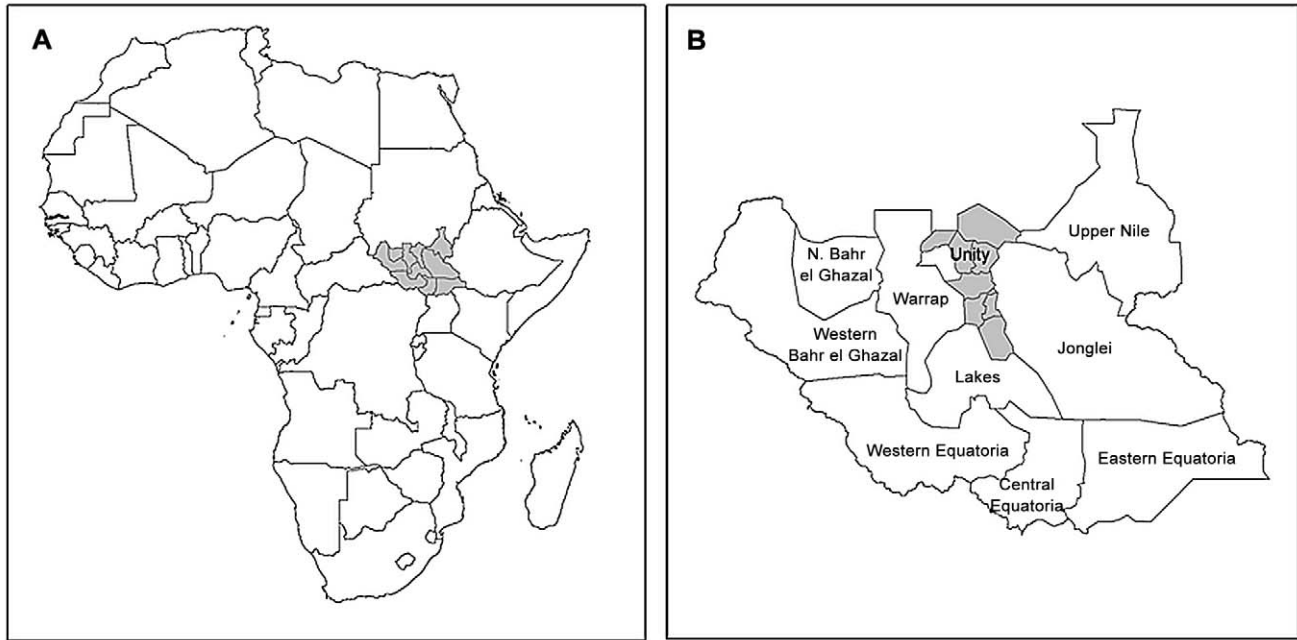 A
B
Upper Nile
N. Bahr
el Ghazal
Unity
Warrap
Western
Bahr el Ghazal
Jonglei
Lakes
Western Equatoria
Eastern Equatoria
Central
Equatoria